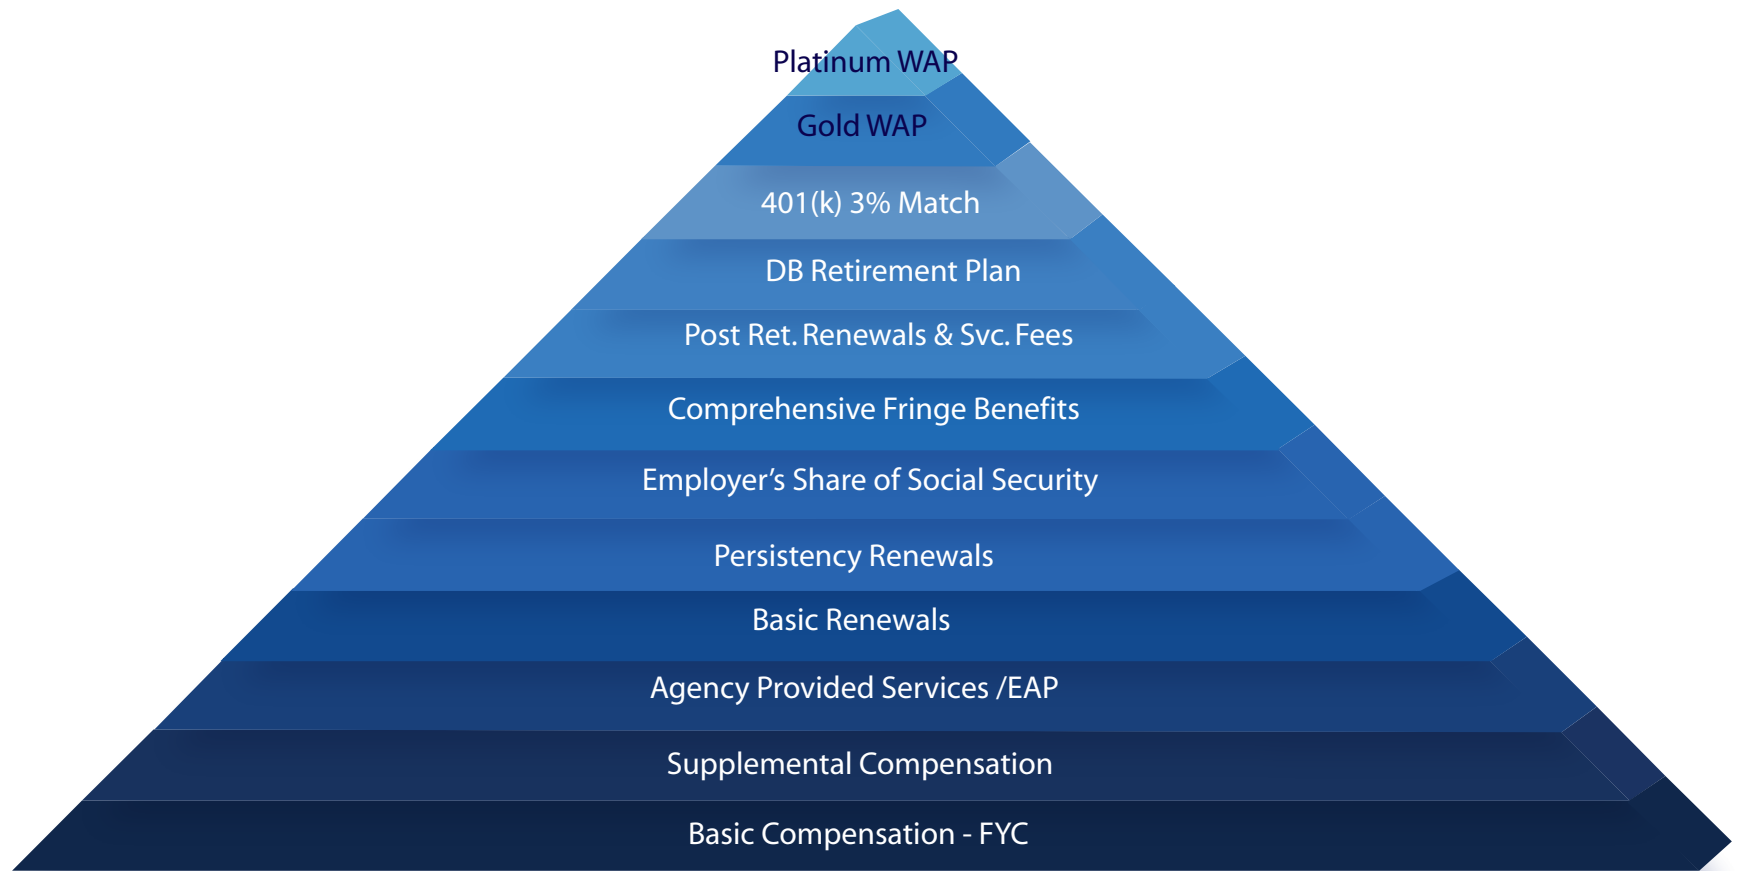 Platinum WAP
Gold WAP
401(k) 3% Match
DB Retirement Plan
Post Ret. Renewals & Svc. Fees
Comprehensive Fringe Benefits
Employer’s Share of Social Security
Persistency Renewals
Basic Renewals
Agency Provided Services /EAP
Supplemental Compensation
Basic Compensation - FYC